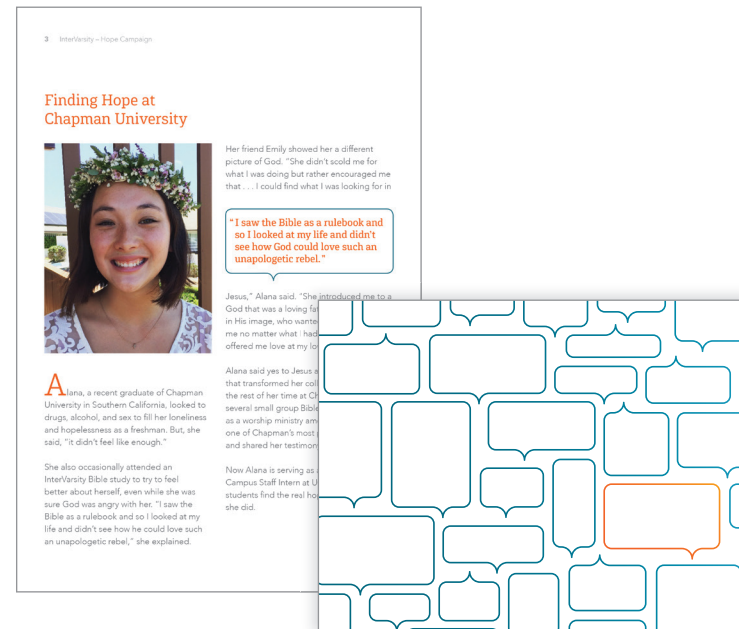 3 InterVarsity – Hope Campaign
Finding Hope at
Chapman University
Alana, a recent graduate of Chapman
University in Southern California, looked to
drugs, alcohol, and sex to fill her loneliness
and hopelessness as a freshman. But, she
said, “it didn’t feel like enough.”
She also occasionally attended an
InterVarsity Bible study to try to feel
better about herself, even while she was
sure God was angry with her. “I saw the
Bible as a rulebook and so I looked at my
life and didn’t see how he could love such
an unapologetic rebel,” she explained.
Her friend Emily showed her a different
picture of God. “She didn’t scold me for
what I was doing but rather encouraged me
that . . . I could find what I was looking for in
“I saw the Bible as a rulebook and
so I looked at my life and didn’t
see how God could love such an
unapologetic rebel.”
Jesus,” Alana said. “She introduced me to a
God that was a loving
in His image, who
me no matter what I had
offered me love at my
Alana said yes to Jesus
that transformed her
the rest of her time at
several small group
as a worship ministry
one of Chapman’s most
and shared her
Now Alana is serving as
Campus Staff Intern at
students find the real
she did.